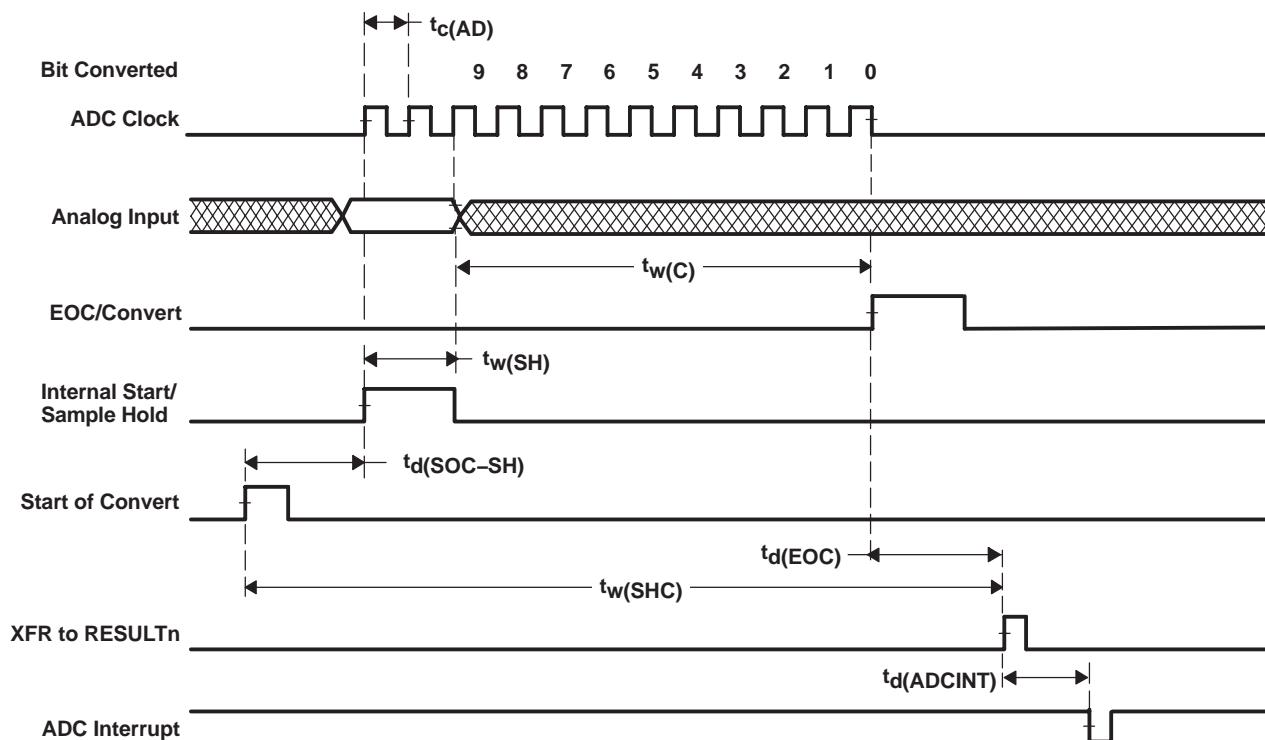 tc(AD)
Bit Converted
9 8 7 6 5 4 3 2 1 0
ADC Clock
Analog Input
tw(C)
EOC/Convert
tw(SH)
Internal Start/
Sample Hold
td(SOC–SH)
Start of Convert
td(EOC)
tw(SHC)
XFR to RESULTn
td(ADCINT)
ADC Interrupt